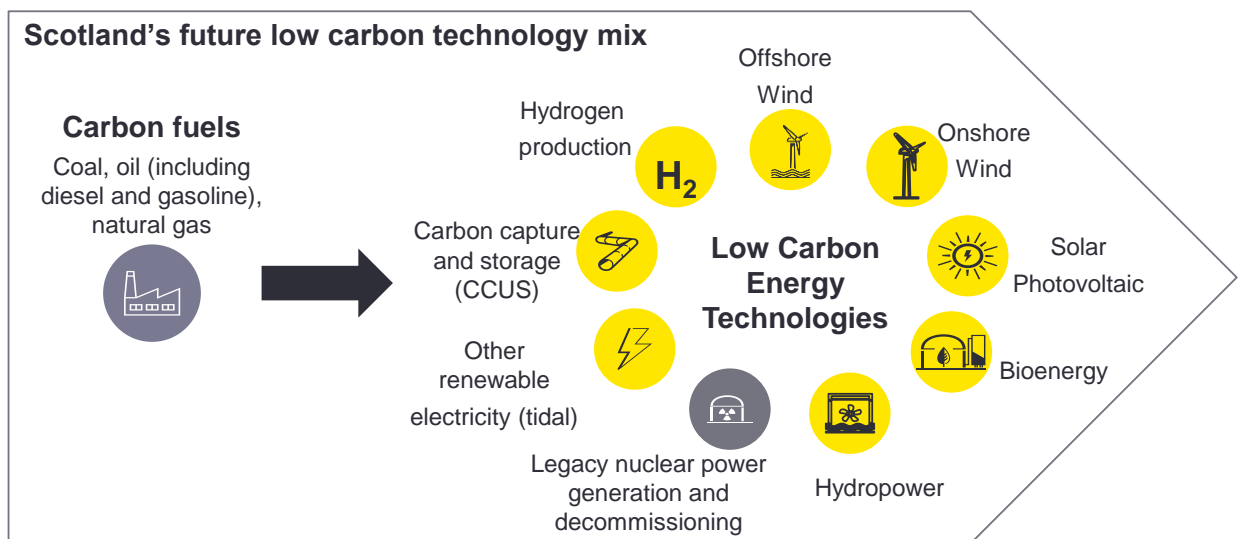 Scotland's future low carbon technology mix
Carbon fuels
Coal, oil (including
diesel and gasoline),
natural gas
Offshore
Wind
Hydrogen
production
H2
Onshore
Wind
Carbon capture
and storage
(CCUS)
Low Carbon
Energy
Technologies
Solar
Photovoltaic
Other
renewable
electricity (tidal)
Bioenergy
Legacy nuclear power
generation and
decommissioning
Hydropower